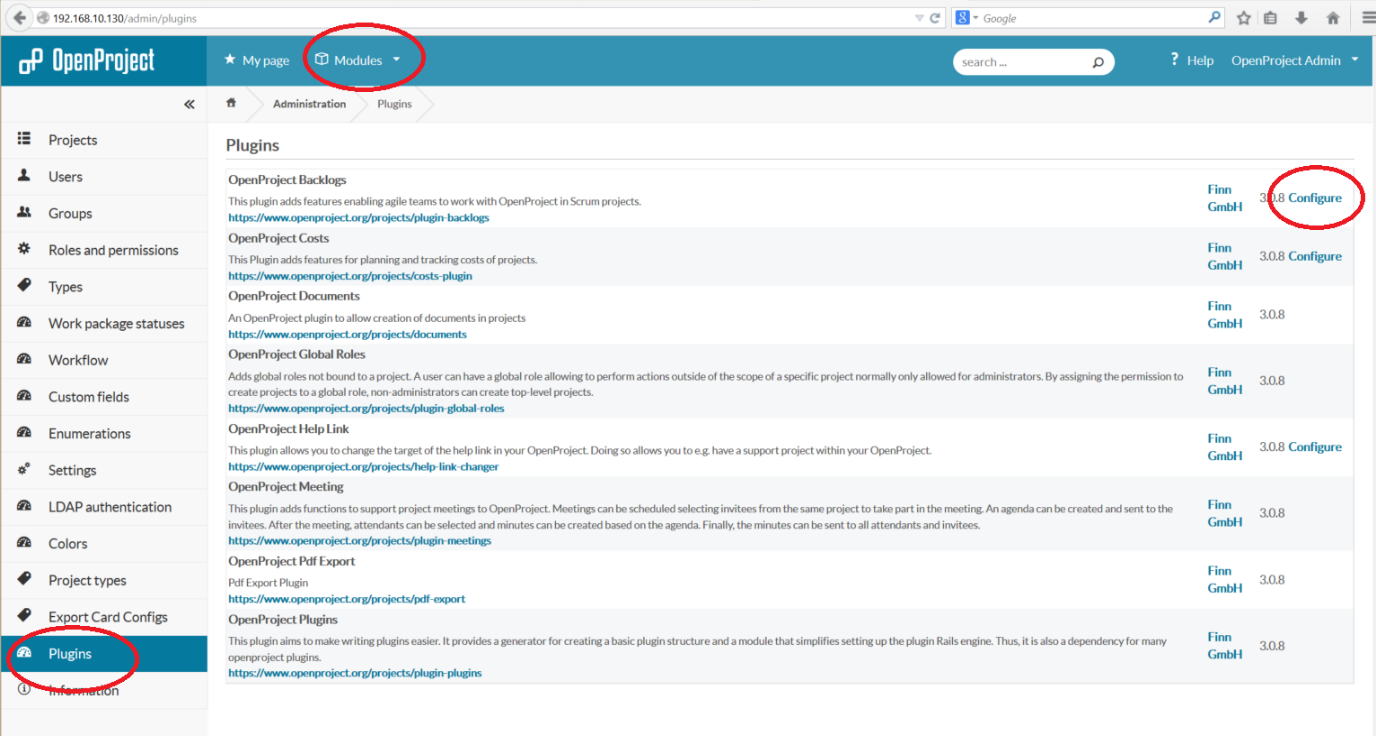 192.168.10.130/admin/plugins
Google
OpenProject
My page
Modules
search ...
Help
OpenProject Admin
Administration
Plugins
Projects
Users
Groups
Roles and permissions
Types
Work package statuses
Workflow
Custom fields
Enumerations
Settings
LDAP authentication
Colors
Project types
Export Card Configs
Plugins
Information
Plugins
OpenProject Backlogs
This plugin adds features enabling agile teams to work with OpenProject in Scrum projects.
https://www.openproject.org/projects/plugin-backlogs
Finn
GmbH
3.0.8 Configure
OpenProject Costs
This Plugin adds features for planning and tracking costs of projects.
https://www.openproject.org/projects/costs-plugin
Finn
GmbH
3.0.8 Configure
OpenProject Documents
An OpenProject plugin to allow creation of documents in projects
https://www.openproject.org/projects/documents
Finn
GmbH
3.0.8
OpenProject Global Roles
Adds global roles not bound to a project. A user can have a global role allowing to perform actions outside of the scope of a specific project normally only allowed for administrators. By assigning the permission to
create projects to a global role, non-administrators can create top-level projects.
https://www.openproject.org/projects/plugin-global-roles
Finn
GmbH
3.0.8
OpenProject Help Link
This plugin allows you to change the target of the help link in your OpenProject. Doing so allows you to e.g. have a support project within your OpenProject.
https://www.openproject.org/projects/help-link-changer
Finn
GmbH
3.0.8 Configure
OpenProject Meeting
This plugin adds functions to support project meetings to OpenProject. Meetings can be scheduled selecting invitees from the same project to take part in the meeting. An agenda can be created and sent to the
invitees. After the meeting, attendants can be selected and minutes can be created based on the agenda. Finally, the minutes can be sent to all attendants and invitees.
https://www.openproject.org/projects/plugin-meetings
Finn
GmbH
3.0.8
OpenProject Pdf Export
Pdf Export Plugin
https://www.openproject.org/projects/pdf-export
Finn
GmbH
3.0.8
OpenProject Plugins
This plugin aims to make writing plugins easier. It provides a generator for creating a basic plugin structure and a module that simplifies setting up the plugin Rails engine. Thus, it is also a dependency for many
openproject plugins.
https://www.openproject.org/projects/plugin-plugins
Finn
GmbH
3.0.8